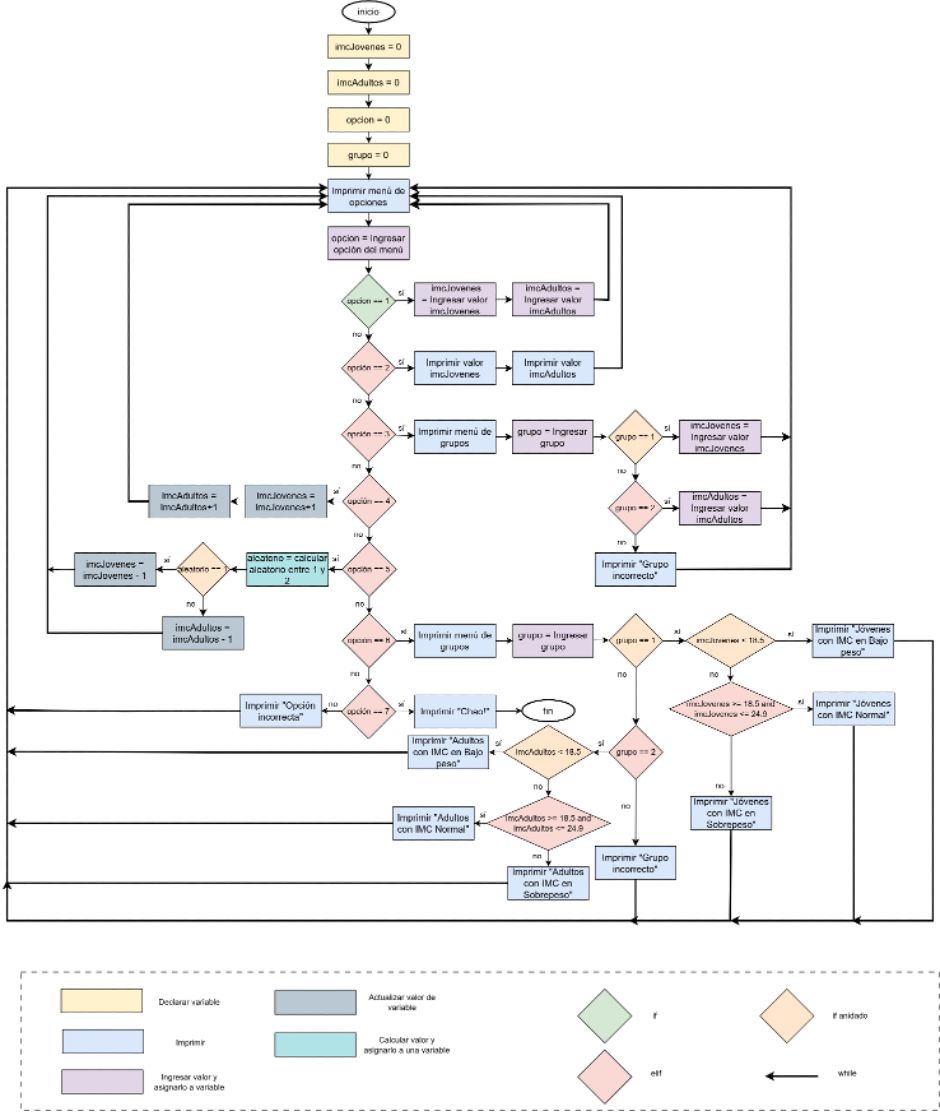 inicio
imcJovenes = 0
imcAdultos = 0
opcion = 0
grupo = 0
Imprimir menú de
opciones
opcion = Ingresar
opción del menú
opcion == 1
sí
imcJovenes
= Ingresar valor
imcJovenes
imcAdultos =
Ingresar valor
imcAdultos
no
opción == 2
sí
Imprimir valor
imcJovenes
Imprimir valor
imcAdultos
no
opción == 3
sí
Imprimir menú de
grupos
grupo = Ingresar
grupo
grupo == 1
sí
imcJovenes =
Ingresar valor
imcJovenes
no
no
grupo == 2
sí
imcAdultos =
Ingresar valor
imcAdultos
no
Imprimir "Grupo
incorrecto"
opción == 4
sí
imcJovenes =
imcJovenes+1
imcAdultos =
imcAdultos+1
no
opción == 5
sí
aleatorio = calcular
aleatorio entre 1 y
2
aleatorio == 1
sí
imcJovenes =
imcJovenes - 1
no
imcAdultos =
imcAdultos - 1
no
opción == 6
sí
Imprimir menú de
grupos
grupo = Ingresar
grupo
grupo == 1
sí
imcJovenes < 18.5
sí
Imprimir "Jóvenes
con IMC en Bajo
peso"
no
no
no
imcJovenes >= 18.5 and
imcJovenes <= 24.9
sí
Imprimir "Jóvenes
con IMC Normal"
no
Imprimir "Jóvenes
con IMC en
Sobrepeso"
opción == 7
no
Imprimir "Opción
incorrecta"
sí
Imprimir "Chao!"
fin
grupo == 2
sí
imcAdultos < 18.5
sí
Imprimir "Adultos
con IMC en Bajo
peso"
no
no
imcAdultos >= 18.5 and
imcAdultos <= 24.9
sí
Imprimir "Adultos
con IMC Normal"
no
Imprimir "Adultos
con IMC en
Sobrepeso"
Imprimir "Grupo
incorrecto"
Declarar variable
Actualizar valor de
variable
if
if anidado
Imprimir
Calcular valor y
asignarlo a una variable
Ingresar valor y
asignarlo a variable
elif
while